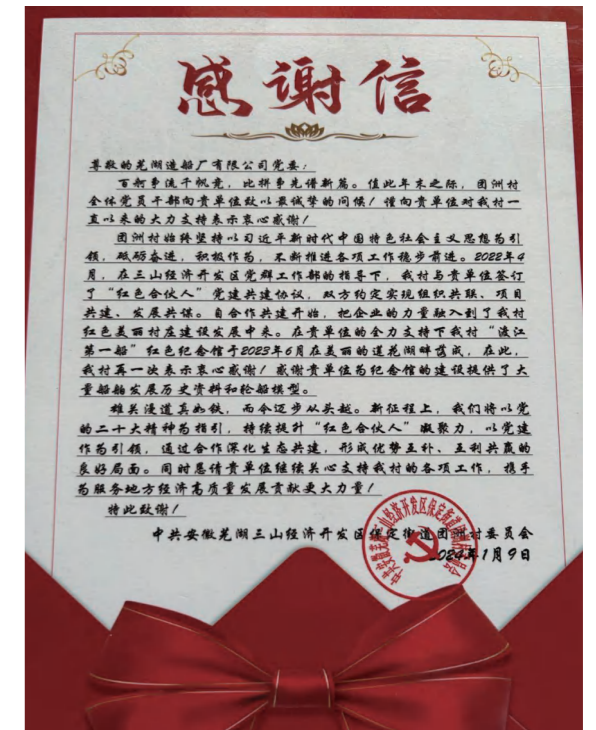 感谢信
尊敬的芜湖造船厂有限公司党委：
百舸争流千帆竞，比拼争先谱新篇。值此年末之际，团洲村
全体党员干部向贵单位致以最诚挚的问候！谨向贵单位对我村一
直以来的大力支持表示衷心感谢！
团洲村始终坚持以习近平新时代中国特色社会主义思想为引
领，砥砺奋进，积极作为，不断推进各项工作稳步前进。2022年4
月，在三山经济开发区党群工作部的指导下，我村与贵单位签订
了“红色合伙人”党建共建协议，双方约定实现组织共联、项目
共建、发展共谋。自合作共建开始，把企业的力量融入到了我村
红色美丽村庄建设发展中来。在贵单位的全力支持下我村“渡江
第一船”红色纪念馆于2023年6月在美丽的莲花湖畔落成，在此，
我村再一次表示衷心感谢！感谢贵单位为纪念馆的建设提供了大
量船舶发展历史资料和轮船模型。
雄关漫道真如铁，而今迈步从头越。新征程上，我们将以党
的二十大精神为指引，持续提升“红色合伙人”凝聚力，以党建
作为引领，通过合作深化生态共建，形成优势互补、互利共赢的
良好局面。同时恳请贵单位继续关心支持我村的各项工作，携手
为服务地方经济高质量发展贡献更大力量！
特此致谢！
中共安徽芜湖三山经济开发区保定街道团洲村委员会
2024年1月9日